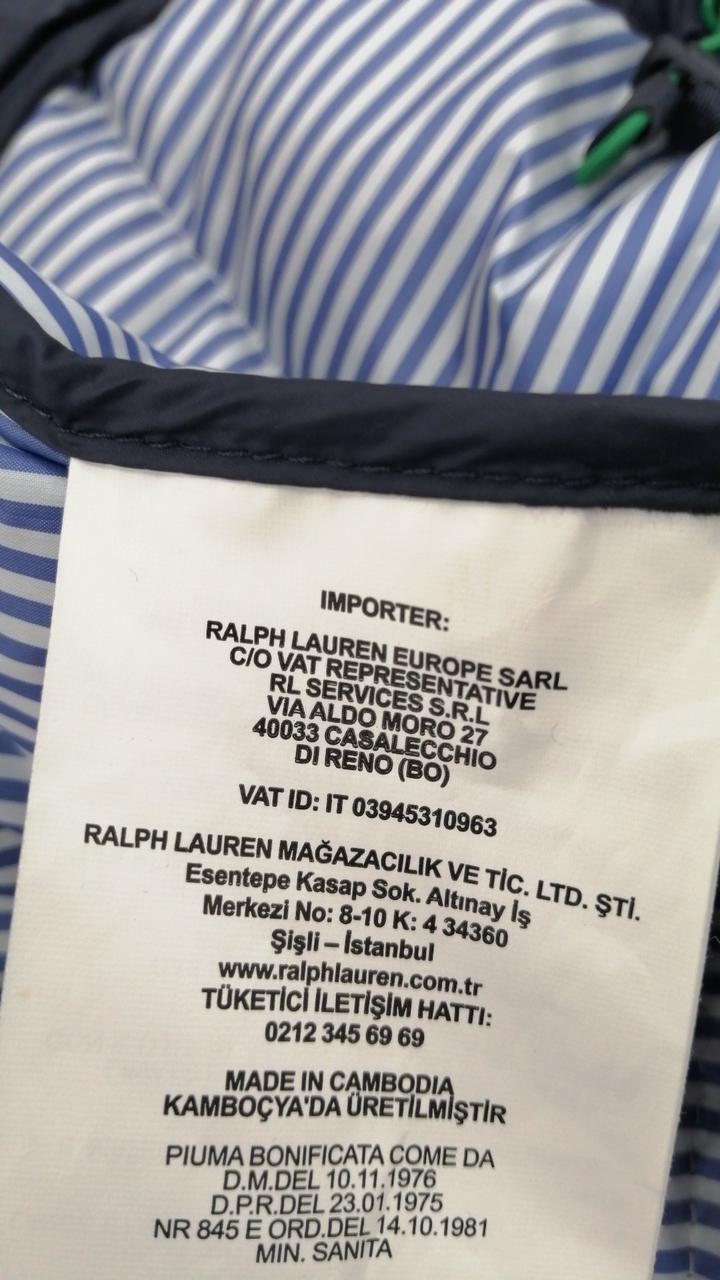 IMPORTER:
RALPH LAUREN EUROPE SARL
C/O VAT REPRESENTATIVE
RL SERVICES S.R.L
VIA ALDO MORO 27
40033 CASALECCHIO
DI RENO (BO)
VAT ID: IT 03945310963
RALPH LAUREN MAĞAZACILIK VE TİC. LTD. ŞTİ.
Esentepe Kasap Sok. Altınay İş
Merkezi No: 8-10 K: 4 34360
Şişli – İstanbul
www.ralphlauren.com.tr
TÜKETİCİ İLETİŞİM HATTI:
0212 345 69 69
MADE IN CAMBODIA
KAMBOÇYA'DA ÜRETİLMİŞTİR
PIUMA BONIFICATA COME DA
D.M.DEL 10.11.1976
D.P.R.DEL 23.01.1975
NR 845 E ORD.DEL 14.10.1981
MIN. SANITA